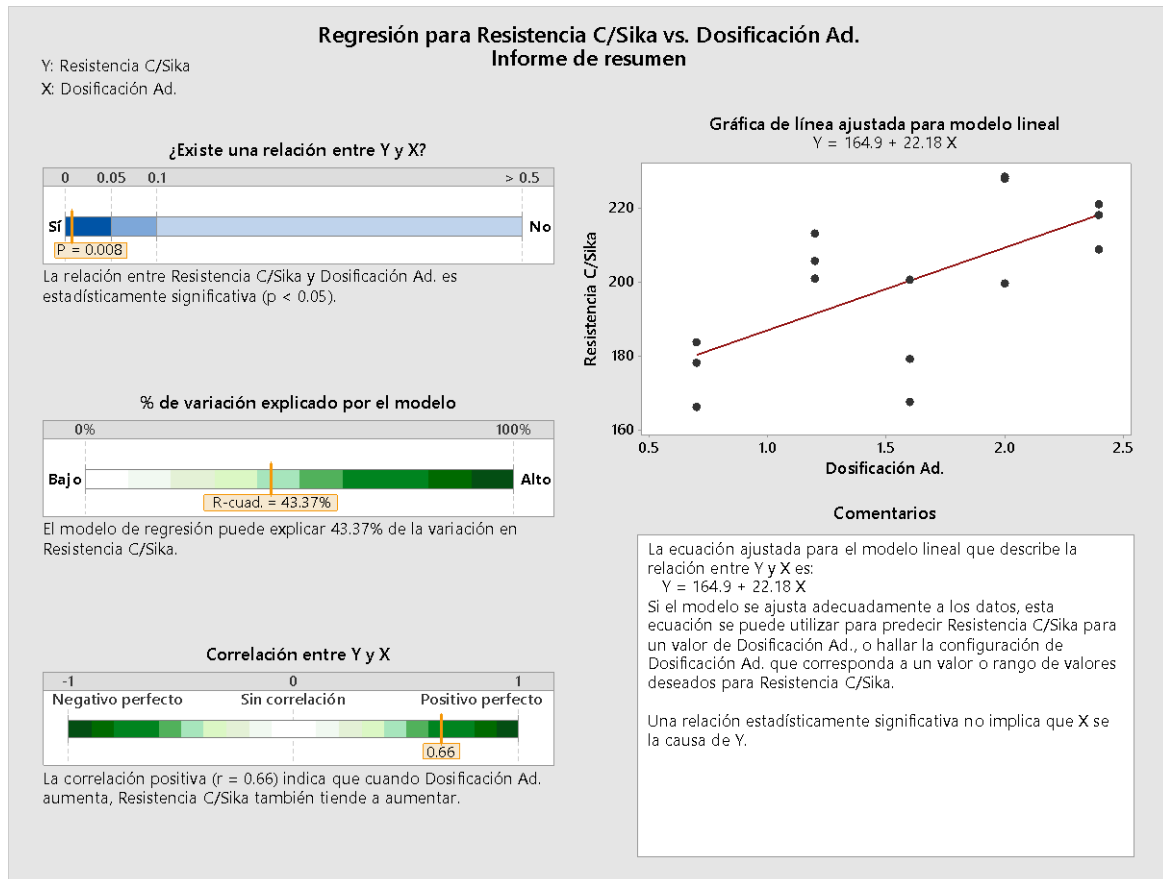 Regresión para Resistencia C/Sika vs. Dosificación Ad.
Informe de resumen
Y: Resistencia C/Sika
X: Dosificación Ad.
¿Existe una relación entre Y y X?
0 0.05 0.1 > 0.5
Sí No
P = 0.008
La relación entre Resistencia C/Sika y Dosificación Ad. es
estadísticamente significativa (p < 0.05).
% de variación explicado por el modelo
0% 100%
Bajo Alto
R-cuad. = 43.37%
El modelo de regresión puede explicar 43.37% de la variación en
Resistencia C/Sika.
Correlación entre Y y X
-1 0 1
Negativo perfecto Sin correlación Positivo perfecto
0.66
La correlación positiva (r = 0.66) indica que cuando Dosificación Ad.
aumenta, Resistencia C/Sika también tiende a aumentar.
Gráfica de línea ajustada para modelo lineal
Y = 164.9 + 22.18 X
Resistencia C/Sika
220
200
180
160
0.5 1.0 1.5 2.0 2.5
Dosificación Ad.
Comentarios
La ecuación ajustada para el modelo lineal que describe la
relación entre Y y X es:
Y = 164.9 + 22.18 X
Si el modelo se ajusta adecuadamente a los datos, esta
ecuación se puede utilizar para predecir Resistencia C/Sika para
un valor de Dosificación Ad., o hallar la configuración de
Dosificación Ad. que corresponda a un valor o rango de valores
deseados para Resistencia C/Sika.
Una relación estadísticamente significativa no implica que X se
la causa de Y.